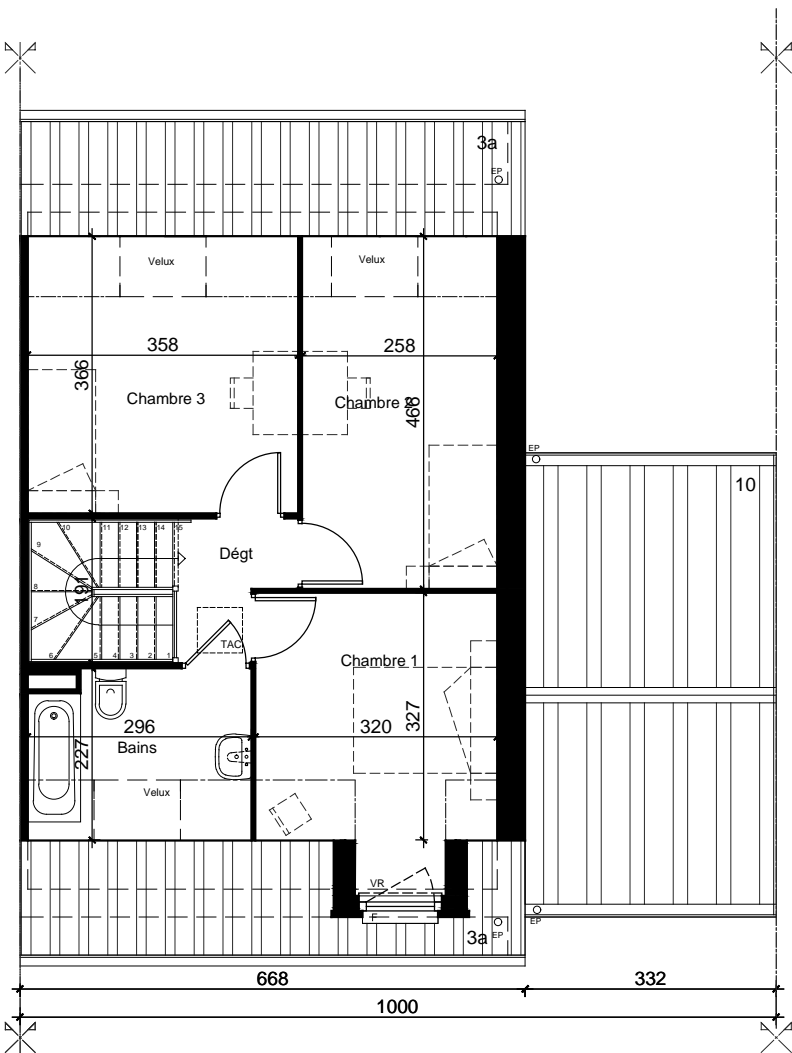 3a
EP
Velux
Velux
358
258
366
Chambre 3
Chambre 2
466
EP
10
10
11
12
13
14
15
9
Dégt
8
191
7
6
5
4
3
2
1
TAC
Chambre 1
327
296
320
Bains
227
Velux
VR
F
3a
EP
EP
668
332
1000